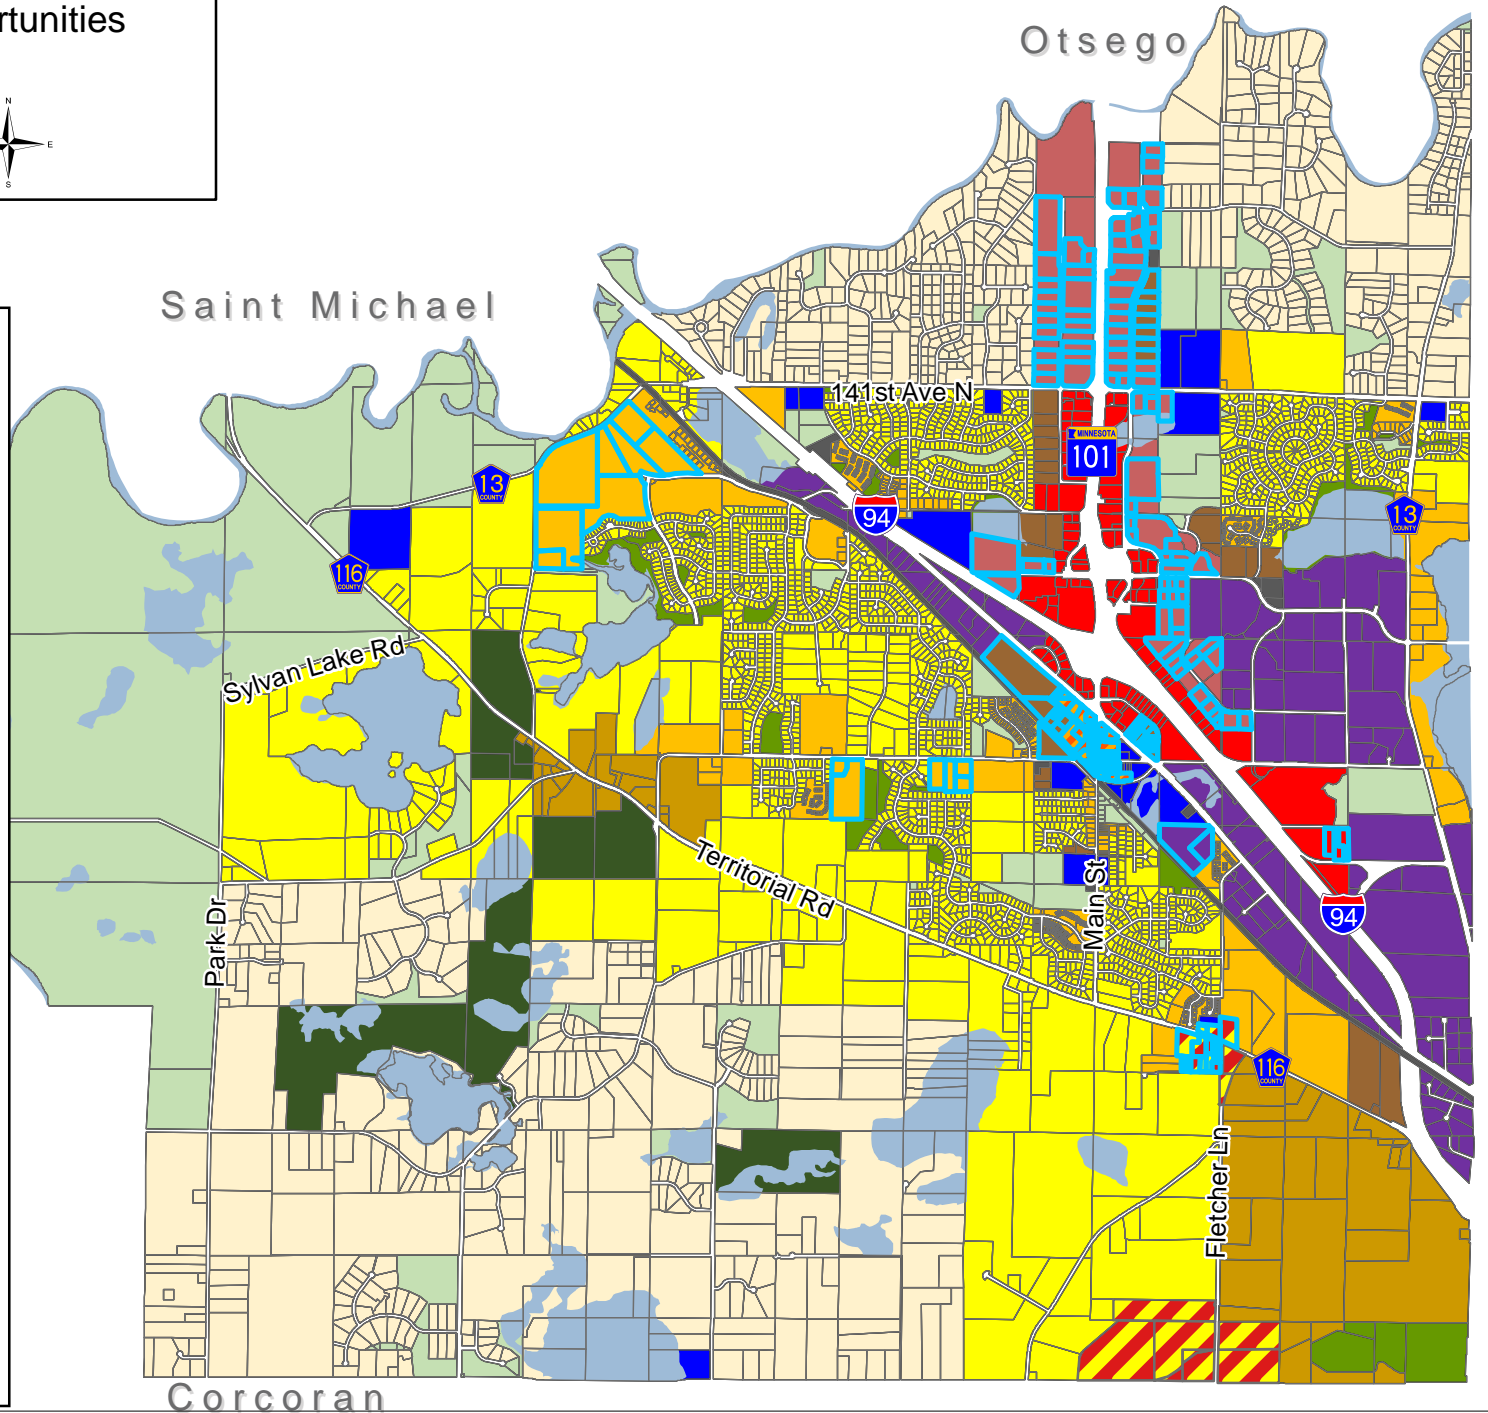 rtunities
N
E
S
Otsego
Saint Michael
141st Ave N
MINNESOTA
101
13
COUNTY
94
13
COUNTY
116
COUNTY
Sylvan Lake Rd
Territorial Rd
Main St
94
Park Dr
116
COUNTY
Fletcher Ln
Corcoran